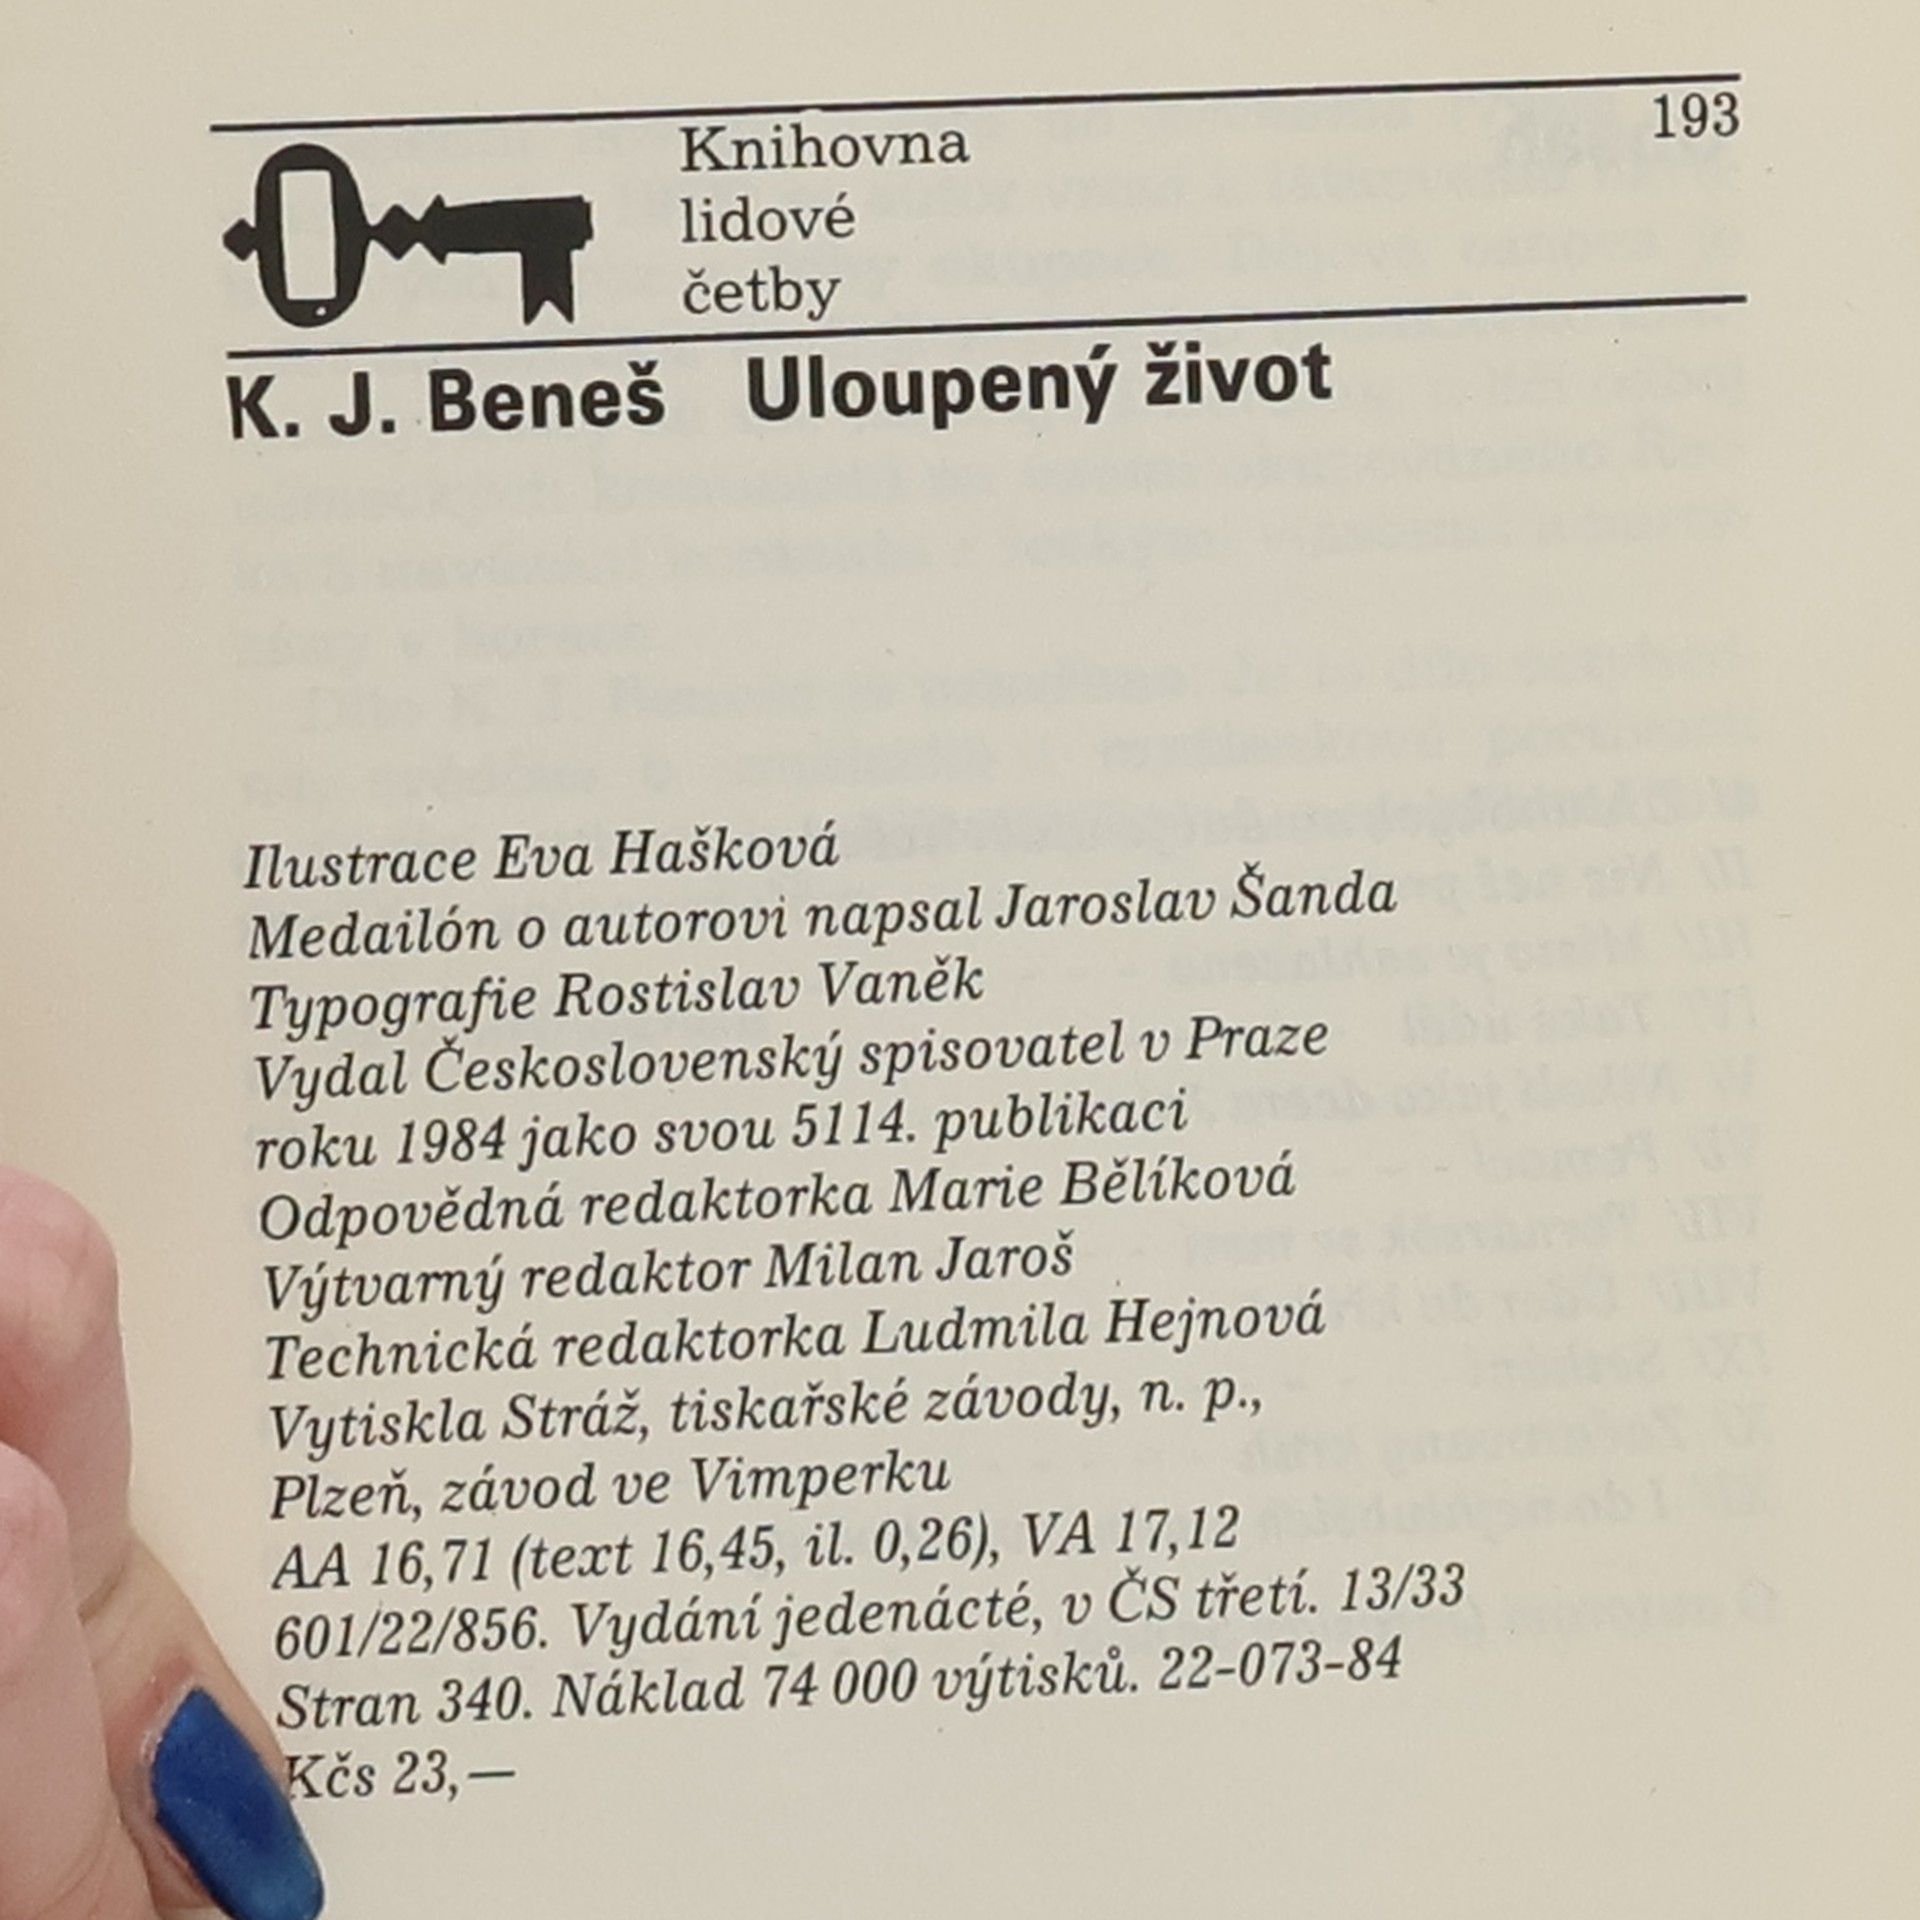 Knihovna
lidové
četby
193
K. J. Beneš Uloupený život
Ilustrace Eva Hašková
Medailón o autorovi napsal Jaroslav Šanda
Typografie Rostislav Vaněk
Vydal Československý spisovatel v Praze
roku 1984 jako svou 5114. publikaci
Odpovědná redaktorka Marie Bělíková
Výtvarný redaktor Milan Jaroš
Technická redaktorka Ludmila Hejnová
Vytiskla Stráž, tiskařské závody, n. p.,
Plzeň, závod ve Vimperku
AA 16,71 (text 16,45, il. 0,26), VA 17,12
601/22/856. Vydání jedenácté, v ČS třetí. 13/33
Stran 340. Náklad 74 000 výtisků. 22-073-84
Kčs 23,—